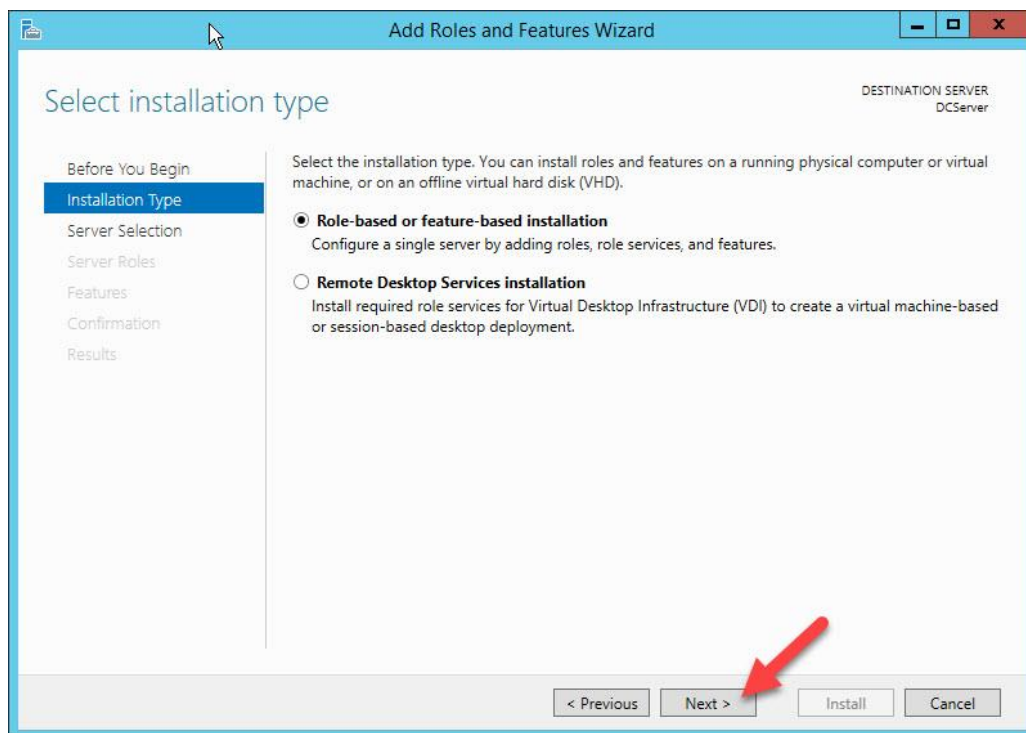 Add Roles and Features Wizard
Select installation type
DESTINATION SERVER
DCServer
Before You Begin
Installation Type
Server Selection
Server Roles
Features
Confirmation
Results
Select the installation type. You can install roles and features on a running physical computer or virtual
machine, or on an offline virtual hard disk (VHD).
Role-based or feature-based installation
Configure a single server by adding roles, role services, and features.
Remote Desktop Services installation
Install required role services for Virtual Desktop Infrastructure (VDI) to create a virtual machine-based
or session-based desktop deployment.
< Previous
Next >
Install
Cancel